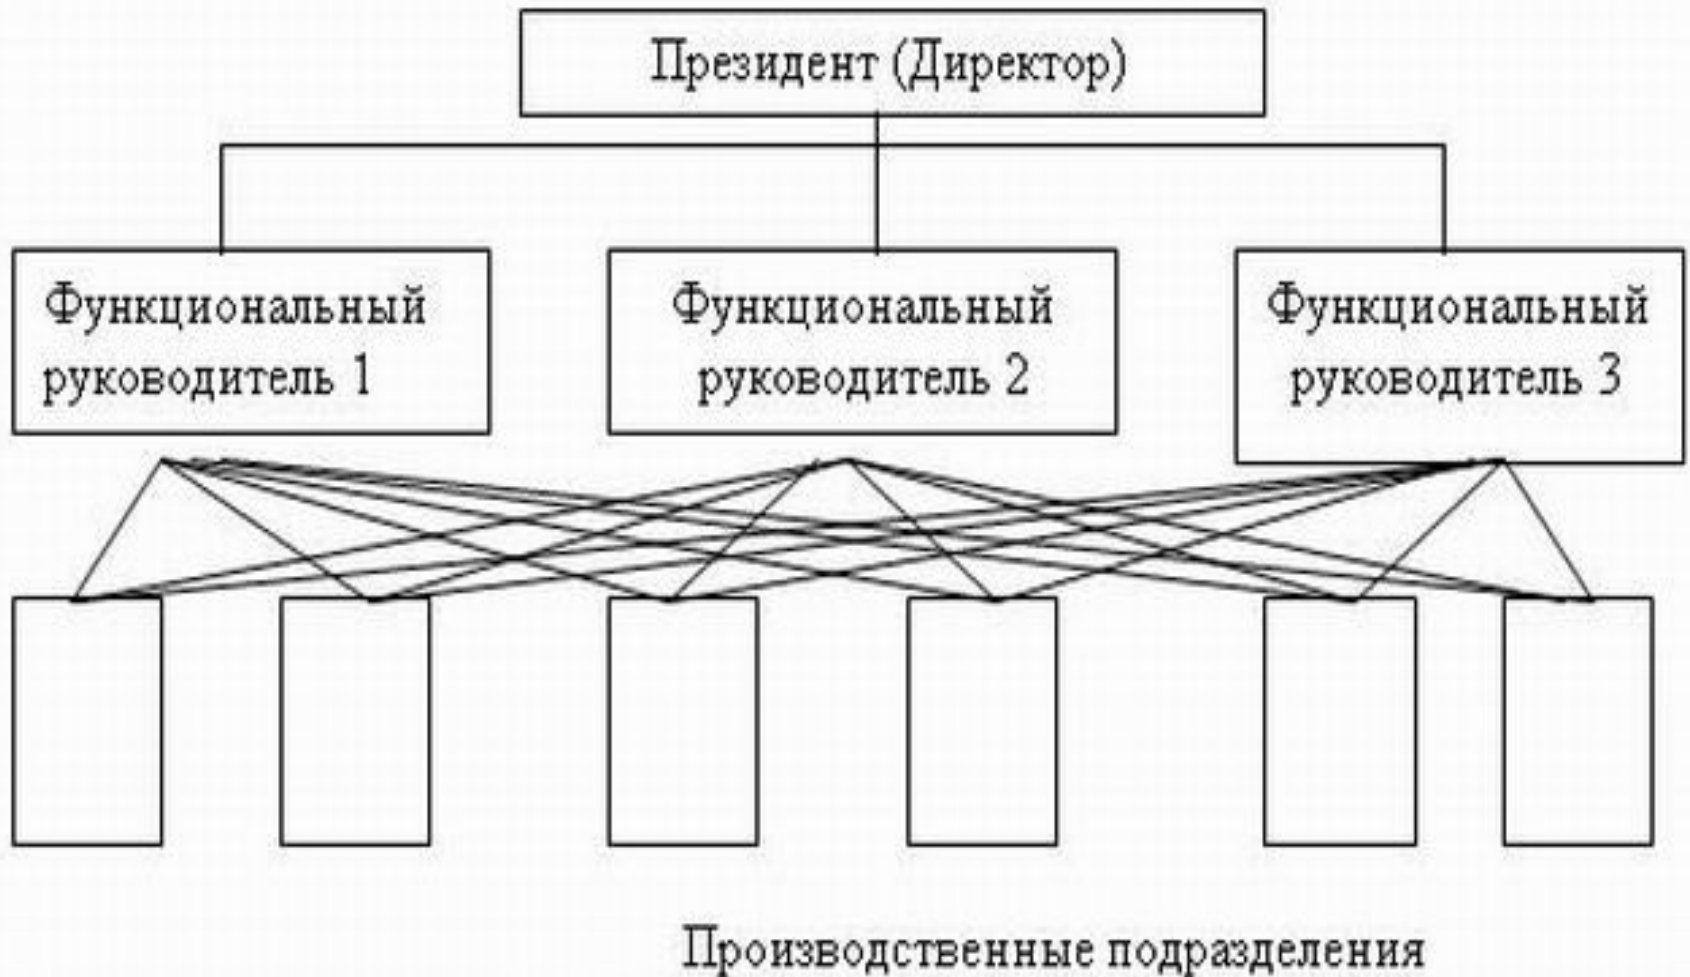 Президент (Директор)
Функциональный
руководитель 1
Функциональный
руководитель 2
Функциональный
руководитель 3
Производственные подразделения